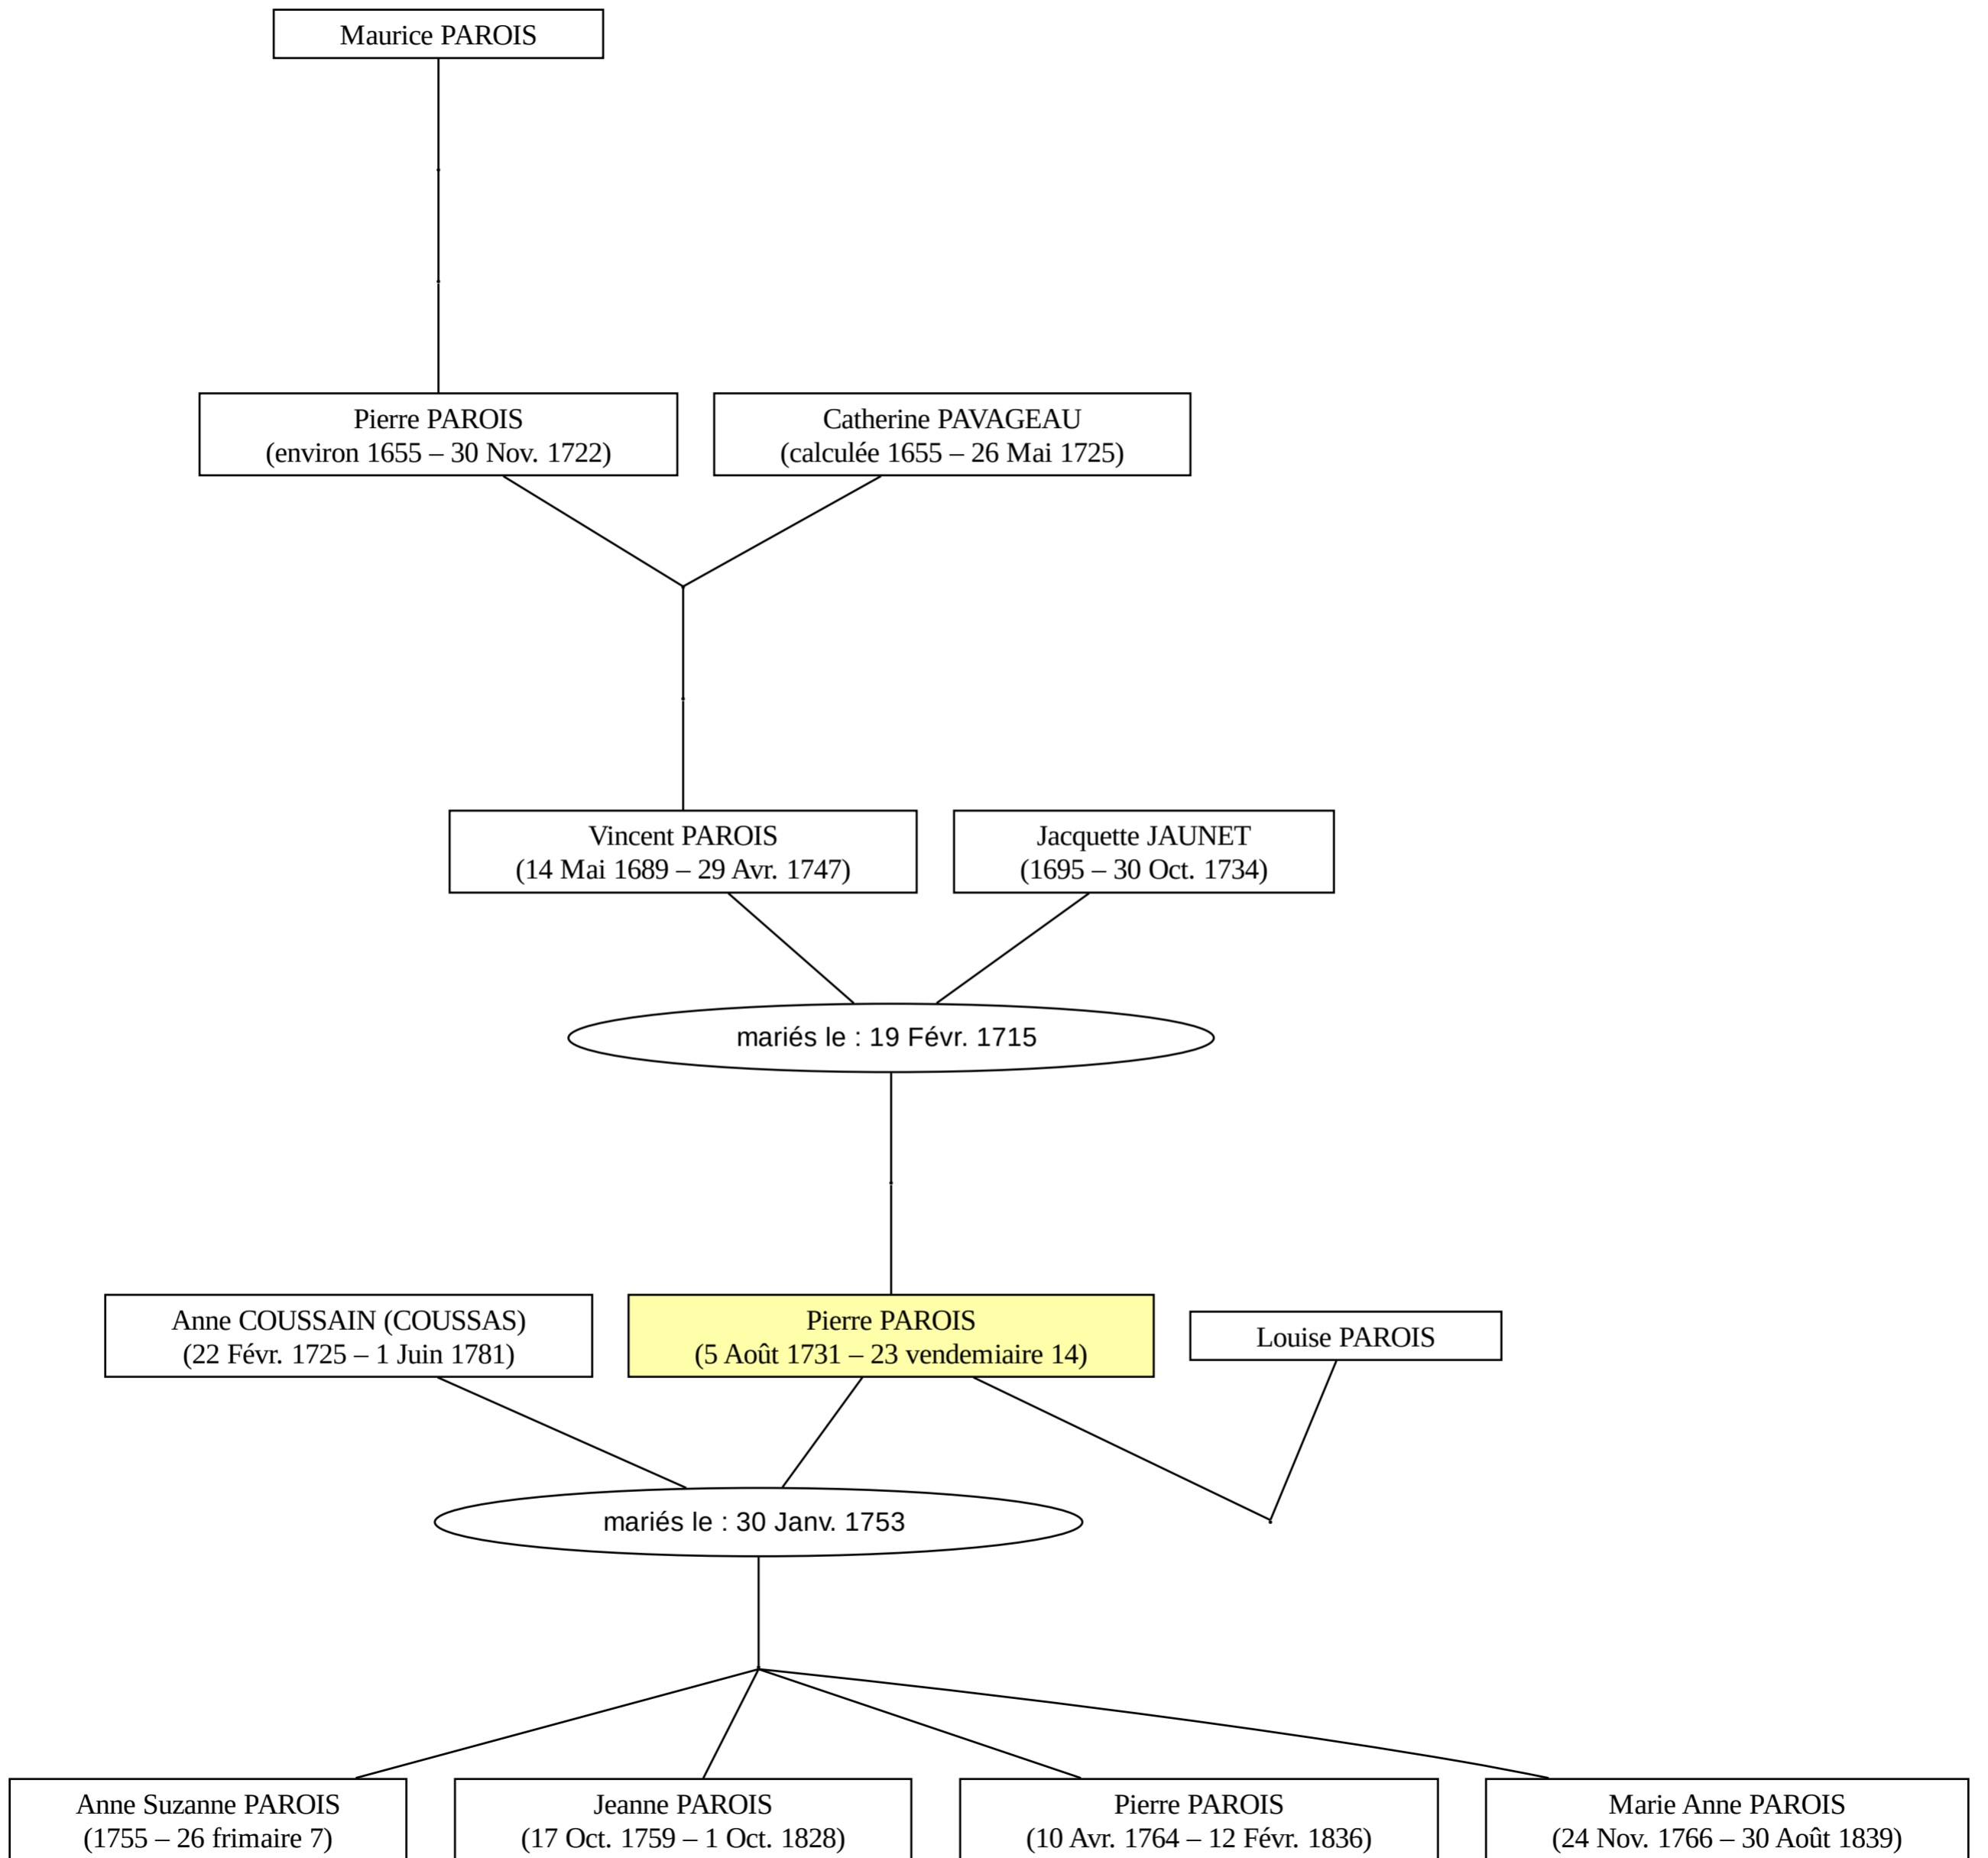 Maurice PAROIS
Pierre PAROIS
(environ 1655 – 30 Nov. 1722)
Catherine PAVAGEAU
(calculée 1655 – 26 Mai 1725)
Vincent PAROIS
(14 Mai 1689 – 29 Avr. 1747)
Jacquette JAUNET
(1695 – 30 Oct. 1734)
mariés le : 19 Févr. 1715
Anne COUSSAIN (COUSSAS)
(22 Févr. 1725 – 1 Juin 1781)
Pierre PAROIS
(5 Août 1731 – 23 vendemiaire 14)
Louise PAROIS
mariés le : 30 Janv. 1753
Anne Suzanne PAROIS
(1755 – 26 frimaire 7)
Jeanne PAROIS
(17 Oct. 1759 – 1 Oct. 1828)
Pierre PAROIS
(10 Avr. 1764 – 12 Févr. 1836)
Marie Anne PAROIS
(24 Nov. 1766 – 30 Août 1839)